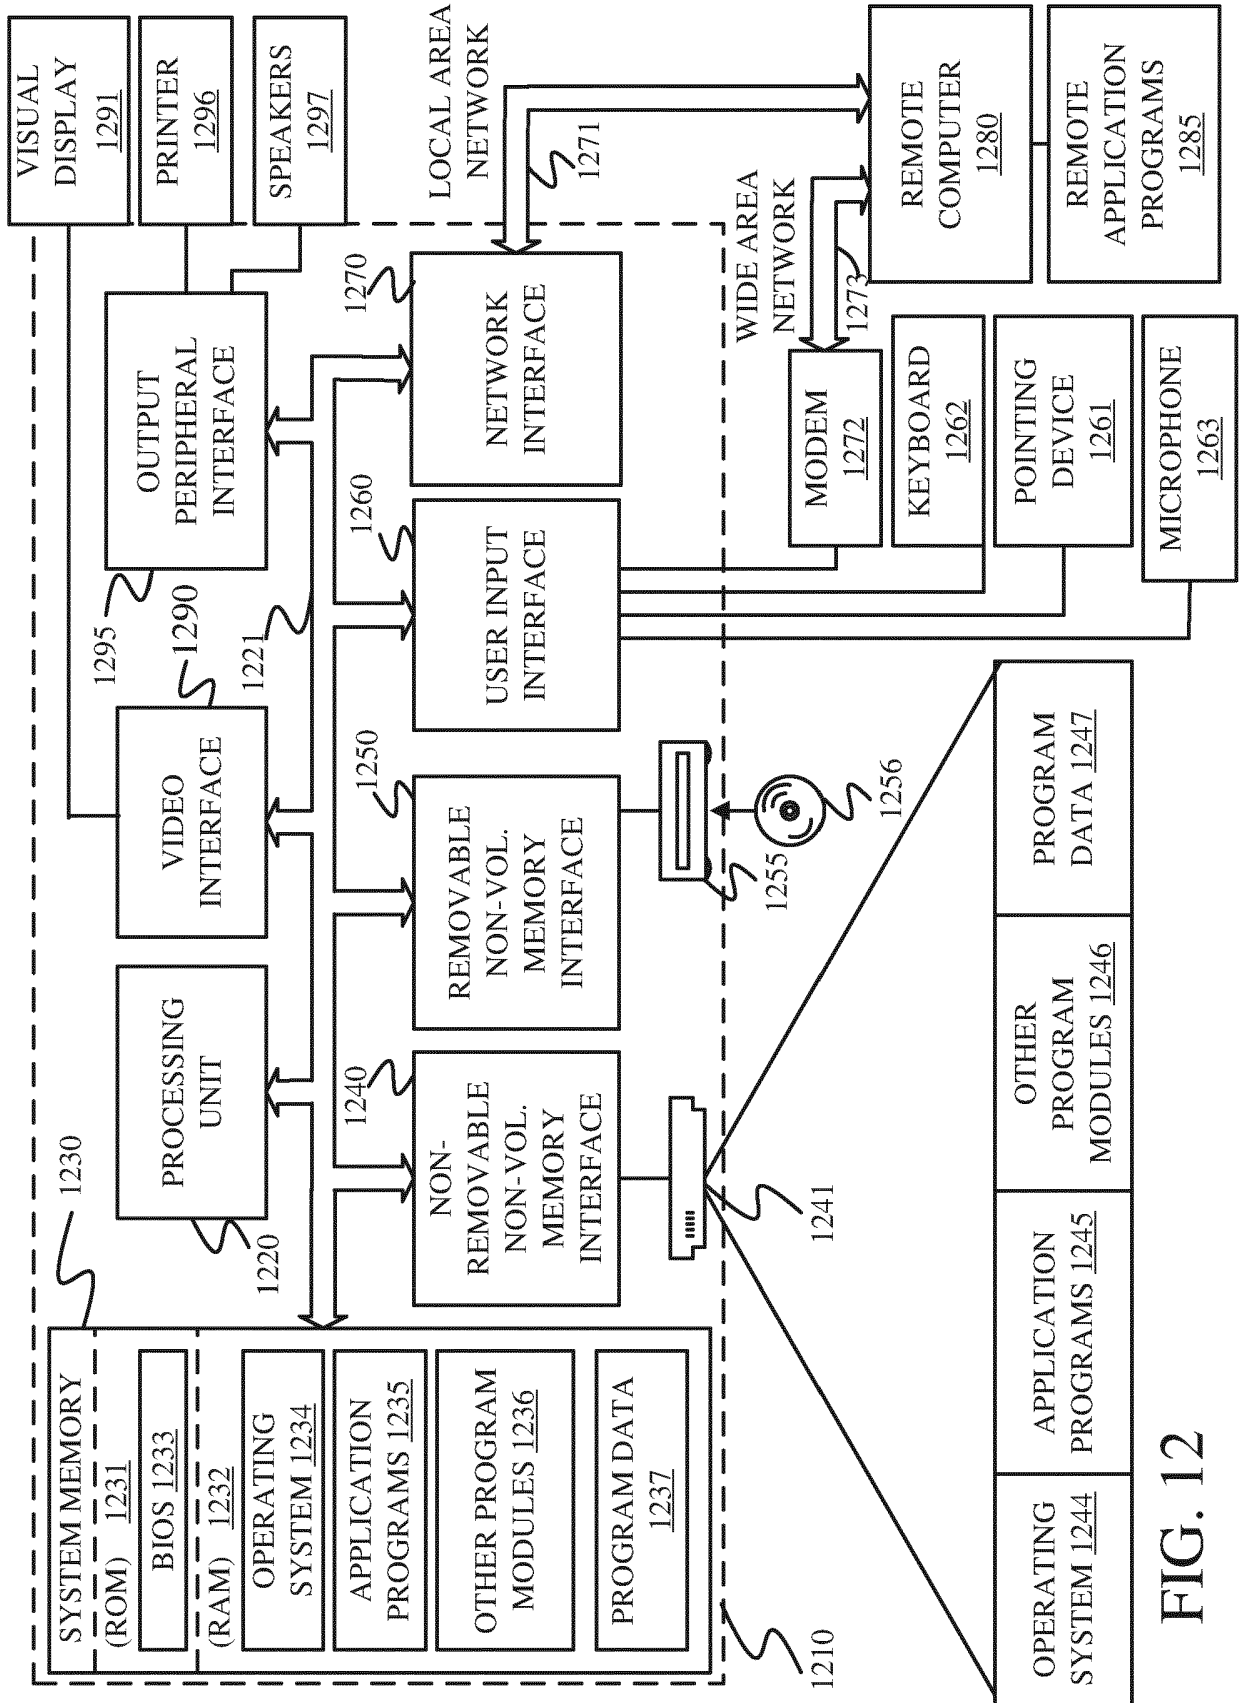 SYSTEM MEMORY
(ROM) 1231
BIOS 1233
(RAM) 1232
OPERATING
SYSTEM 1234
APPLICATION
PROGRAMS 1235
OTHER PROGRAM
MODULES 1236
PROGRAM DATA
1237
1230
1210
PROCESSING
UNIT
1220
VIDEO
INTERFACE
1290
1221
OUTPUT
PERIPHERAL
INTERFACE
1295
VISUAL
DISPLAY
1291
PRINTER
1296
SPEAKERS
1297
NON-
REMOVABLE
NON-VOL.
MEMORY
INTERFACE
1240
REMOVABLE
NON-VOL.
MEMORY
INTERFACE
1250
USER INPUT
INTERFACE
1260
NETWORK
INTERFACE
1270
LOCAL AREA
NETWORK
1271
1241
1255
1256
WIDE AREA
NETWORK
1273
MODEM
1272
KEYBOARD
1262
POINTING
DEVICE
1261
MICROPHONE
1263
REMOTE
COMPUTER
1280
REMOTE
APPLICATION
PROGRAMS
1285
OPERATING
SYSTEM 1244
APPLICATION
PROGRAMS 1245
OTHER
PROGRAM
MODULES 1246
PROGRAM
DATA 1247
FIG. 12